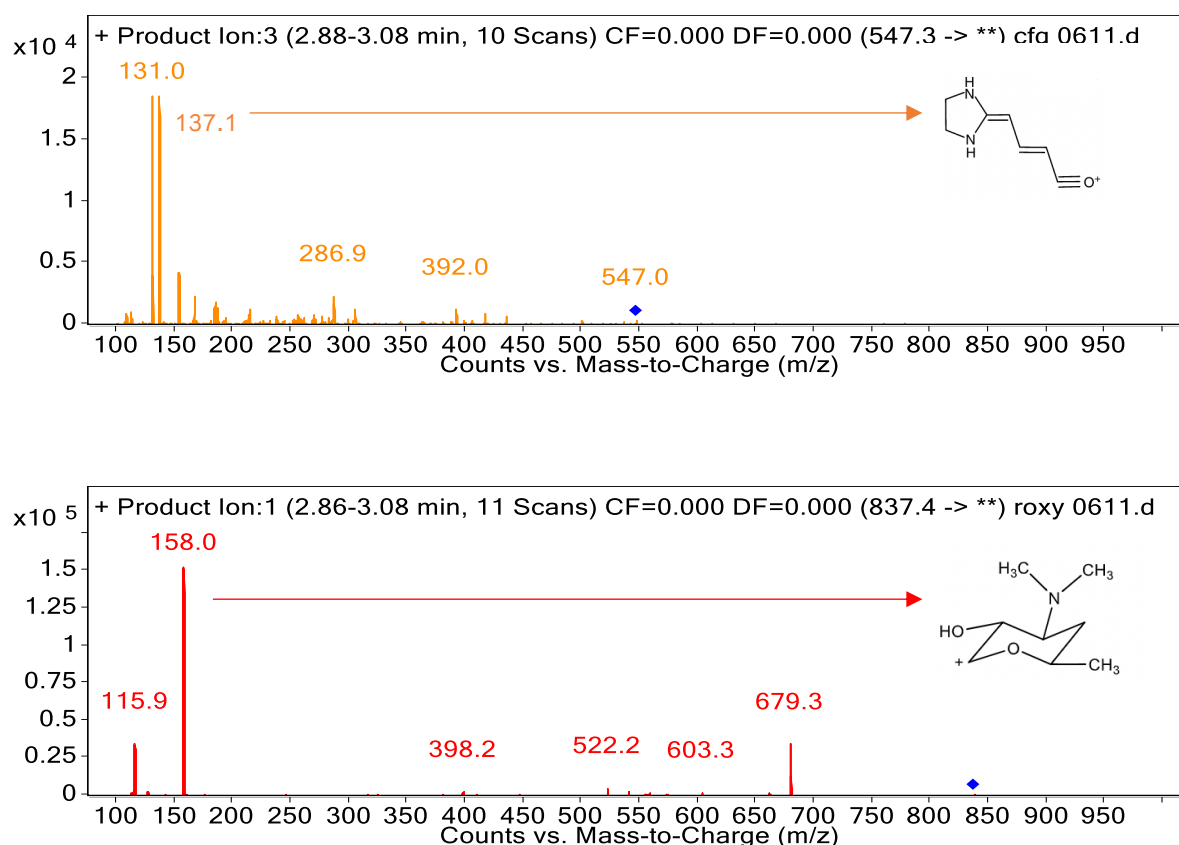 x10 4
+ Product Ion:3 (2.88-3.08 min, 10 Scans) CF=0.000 DF=0.000 (547.3 -> **) cfq 0611.d
2
1.5
1
0.5
0
131.0
137.1
286.9
392.0
547.0
H
N
N
H
O+
100 150 200 250 300 350 400 450 500 550 600 650 700 750 800 850 900 950
Counts vs. Mass-to-Charge (m/z)
x10 5
+ Product Ion:1 (2.86-3.08 min, 11 Scans) CF=0.000 DF=0.000 (837.4 -> **) roxy 0611.d
1.5
1.25
1
0.75
0.5
0.25
0
158.0
115.9
398.2
522.2
603.3
679.3
H3C CH3
N
HO
O
+ CH3
100 150 200 250 300 350 400 450 500 550 600 650 700 750 800 850 900 950
Counts vs. Mass-to-Charge (m/z)